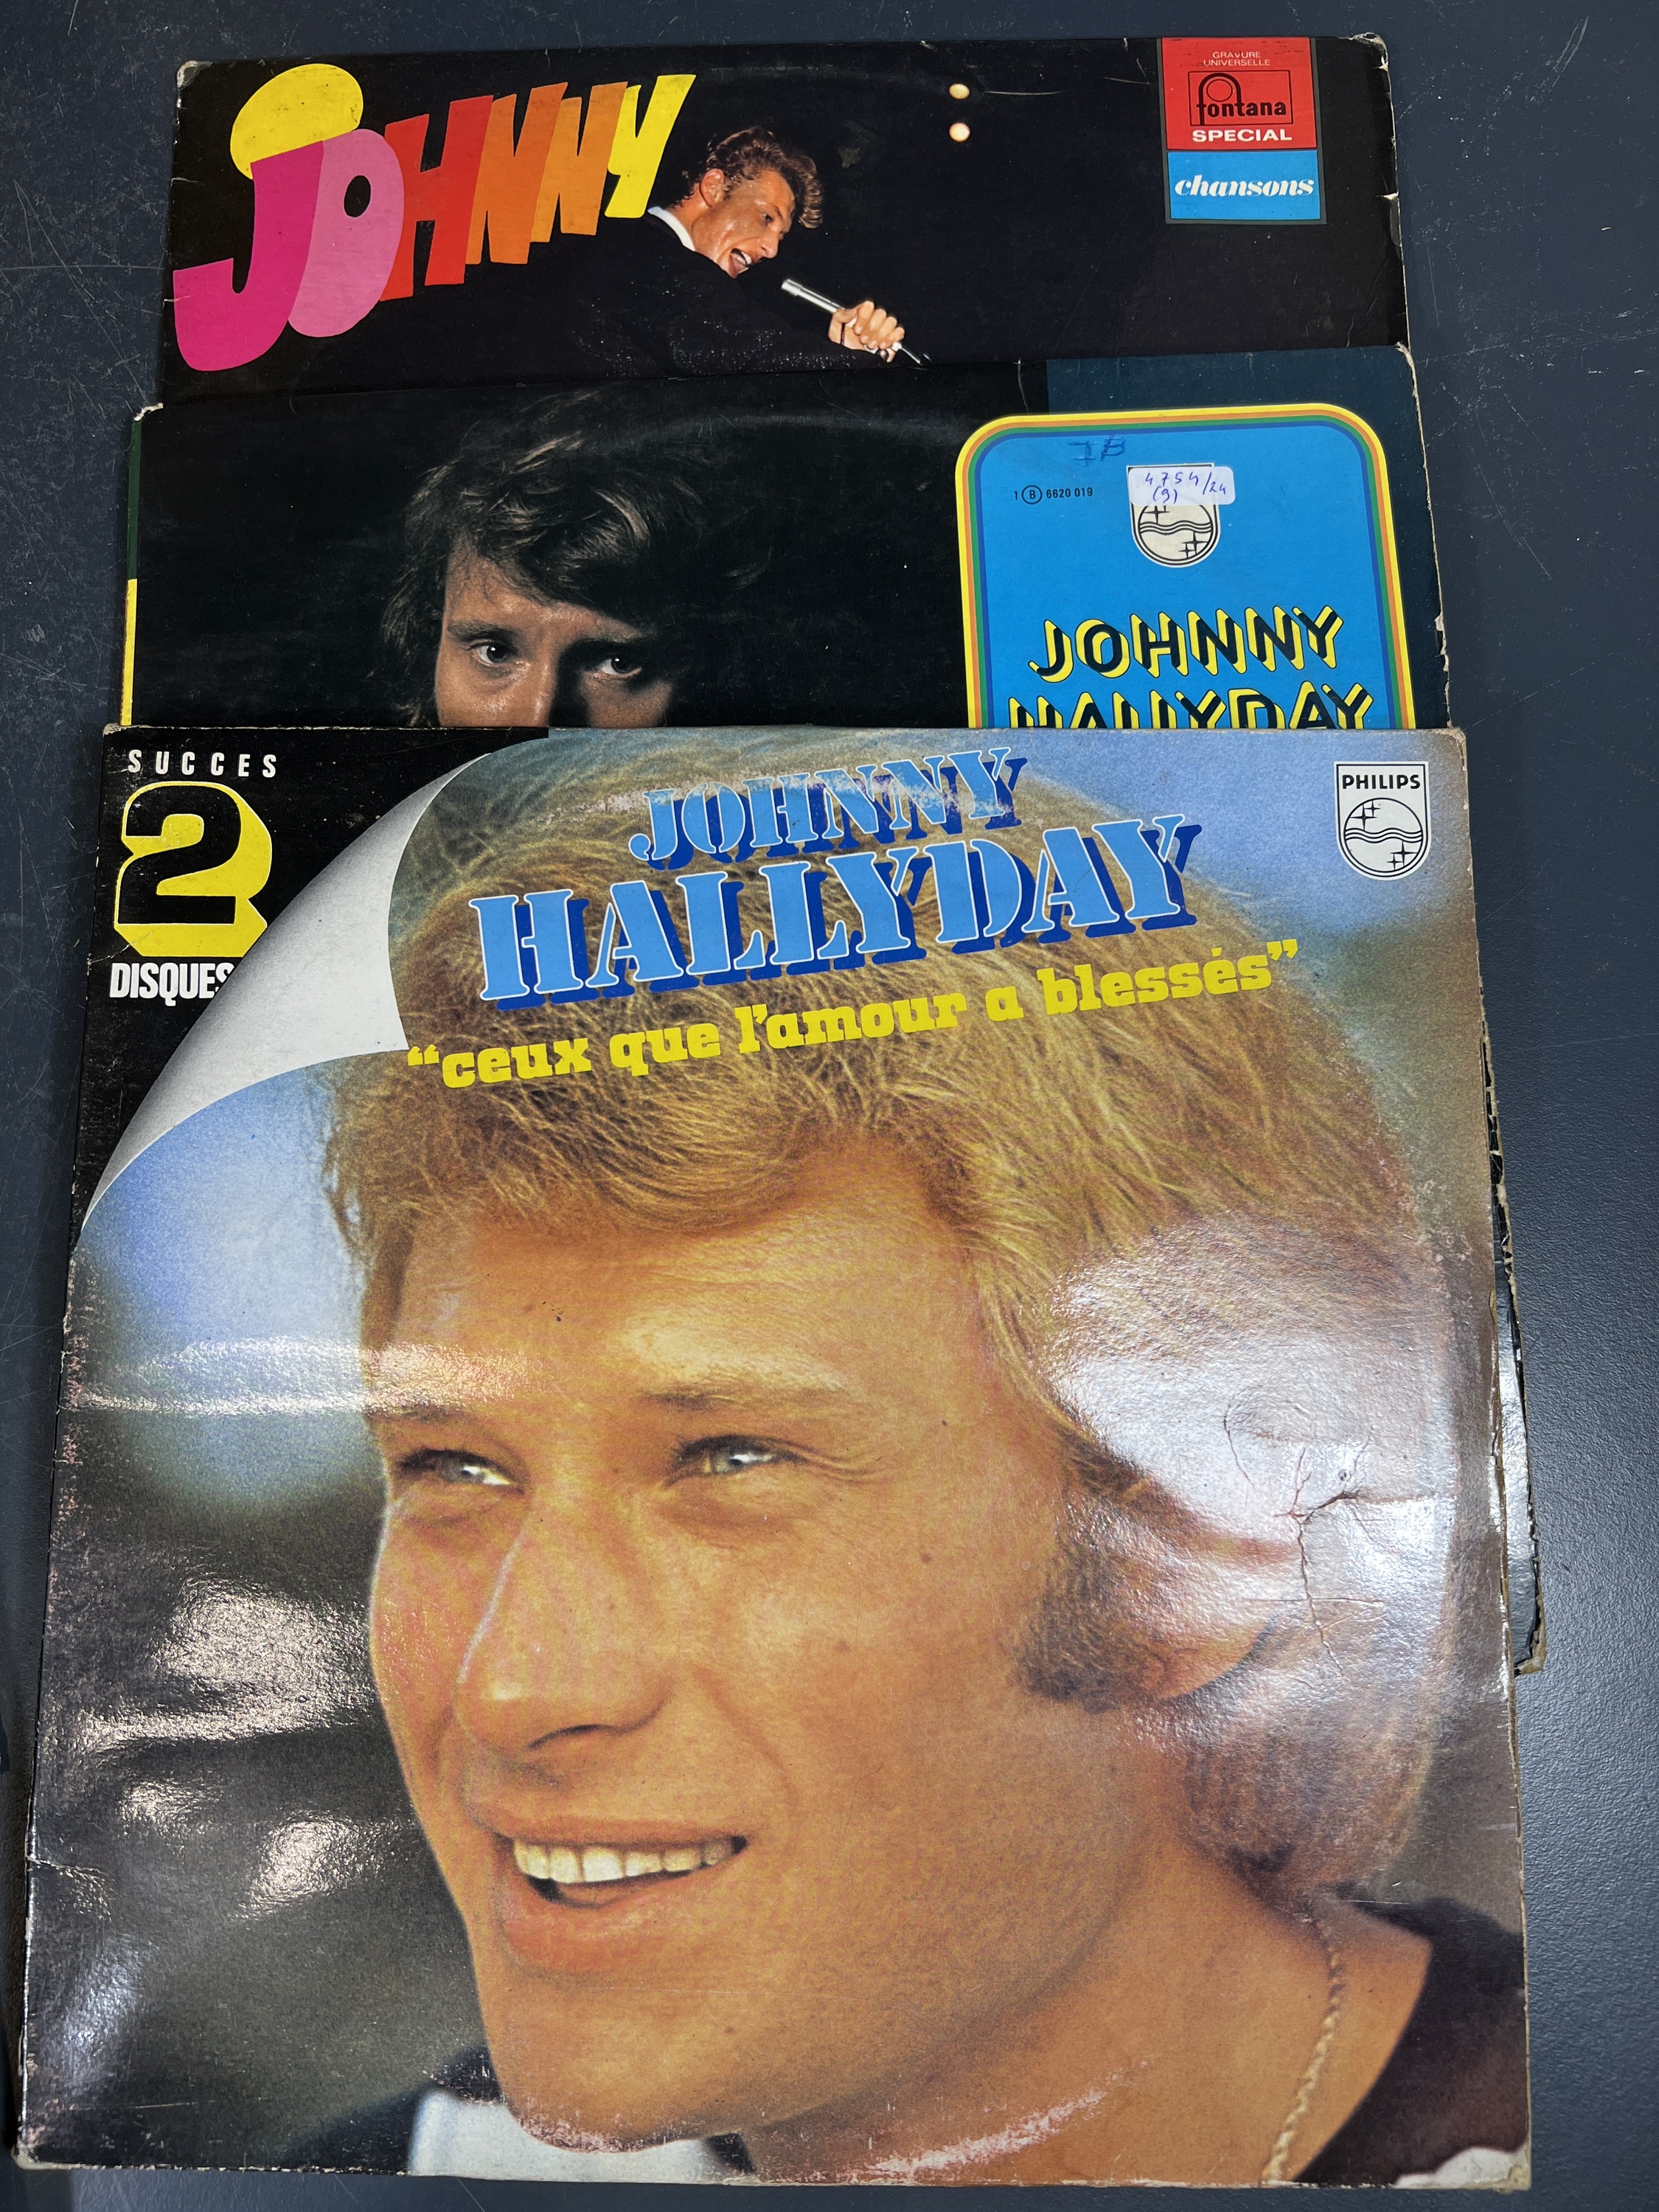 JOHNNY
GRAVURE
UNIVERSELLE
fontana
SPECIAL
chansons
JB
1 B 6620 019
4754/24
(9)
JOHNNY
HALLYDAY
SUCCES
2
DISQUES
JOHNNY
HALLYDAY
PHILIPS
“ceux que l'amour a blessés”